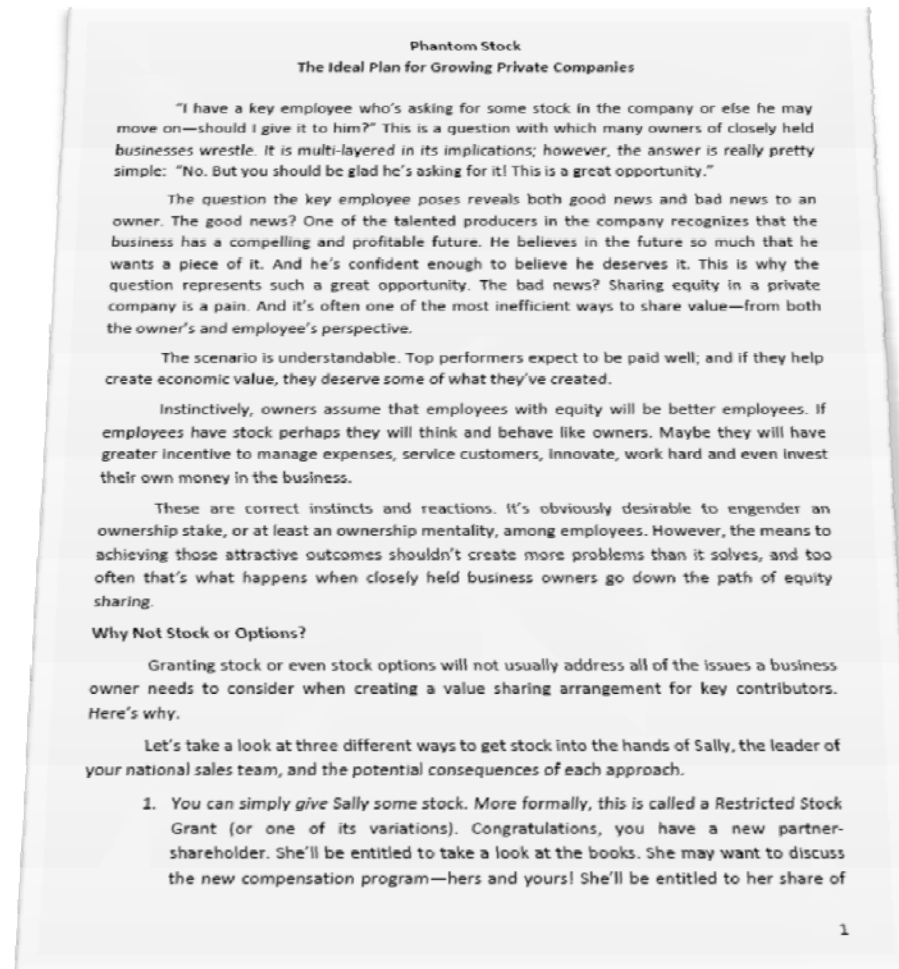 Phantom Stock
The Ideal Plan for Growing Private Companies
"I have a key employee who's asking for some stock in the company or else he may
move on—should I give it to him?" This is a question with which many owners of closely held
businesses wrestle. It is multi-layered in its implications; however, the answer is really pretty
simple: "No. But you should be glad he's asking for it! This is a great opportunity."
The question the key employee poses reveals both good news and bad news to an
owner. The good news? One of the talented producers in the company recognizes that the
business has a compelling and profitable future. He believes in the future so much that he
wants a piece of it. And he's confident enough to believe he deserves it. This is why the
question represents such a great opportunity. The bad news? Sharing equity in a private
company is a pain. And it's often one of the most inefficient ways to share value—from both
the owner's and employee's perspective.
The scenario is understandable. Top performers expect to be paid well; and if they help
create economic value, they deserve some of what they've created.
Instinctively, owners assume that employees with equity will be better employees. If
employees have stock perhaps they will think and behave like owners. Maybe they will have
greater incentive to manage expenses, service customers, innovate, work hard and even invest
their own money in the business.
These are correct instincts and reactions. It's obviously desirable to engender an
ownership stake, or at least an ownership mentality, among employees. However, the means to
achieving those attractive outcomes shouldn't create more problems than it solves, and too
often that's what happens when closely held business owners go down the path of equity
sharing.
Why Not Stock or Options?
Granting stock or even stock options will not usually address all of the issues a business
owner needs to consider when creating a value sharing arrangement for key contributors.
Here's why.
Let's take a look at three different ways to get stock into the hands of Sally, the leader of
your national sales team, and the potential consequences of each approach.
1. You can simply give Sally some stock. More formally, this is called a Restricted Stock
Grant (or one of its variations). Congratulations, you have a new partner-
shareholder. She'll be entitled to take a look at the books. She may want to discuss
the new compensation program—hers and yours! She'll be entitled to her share of
1